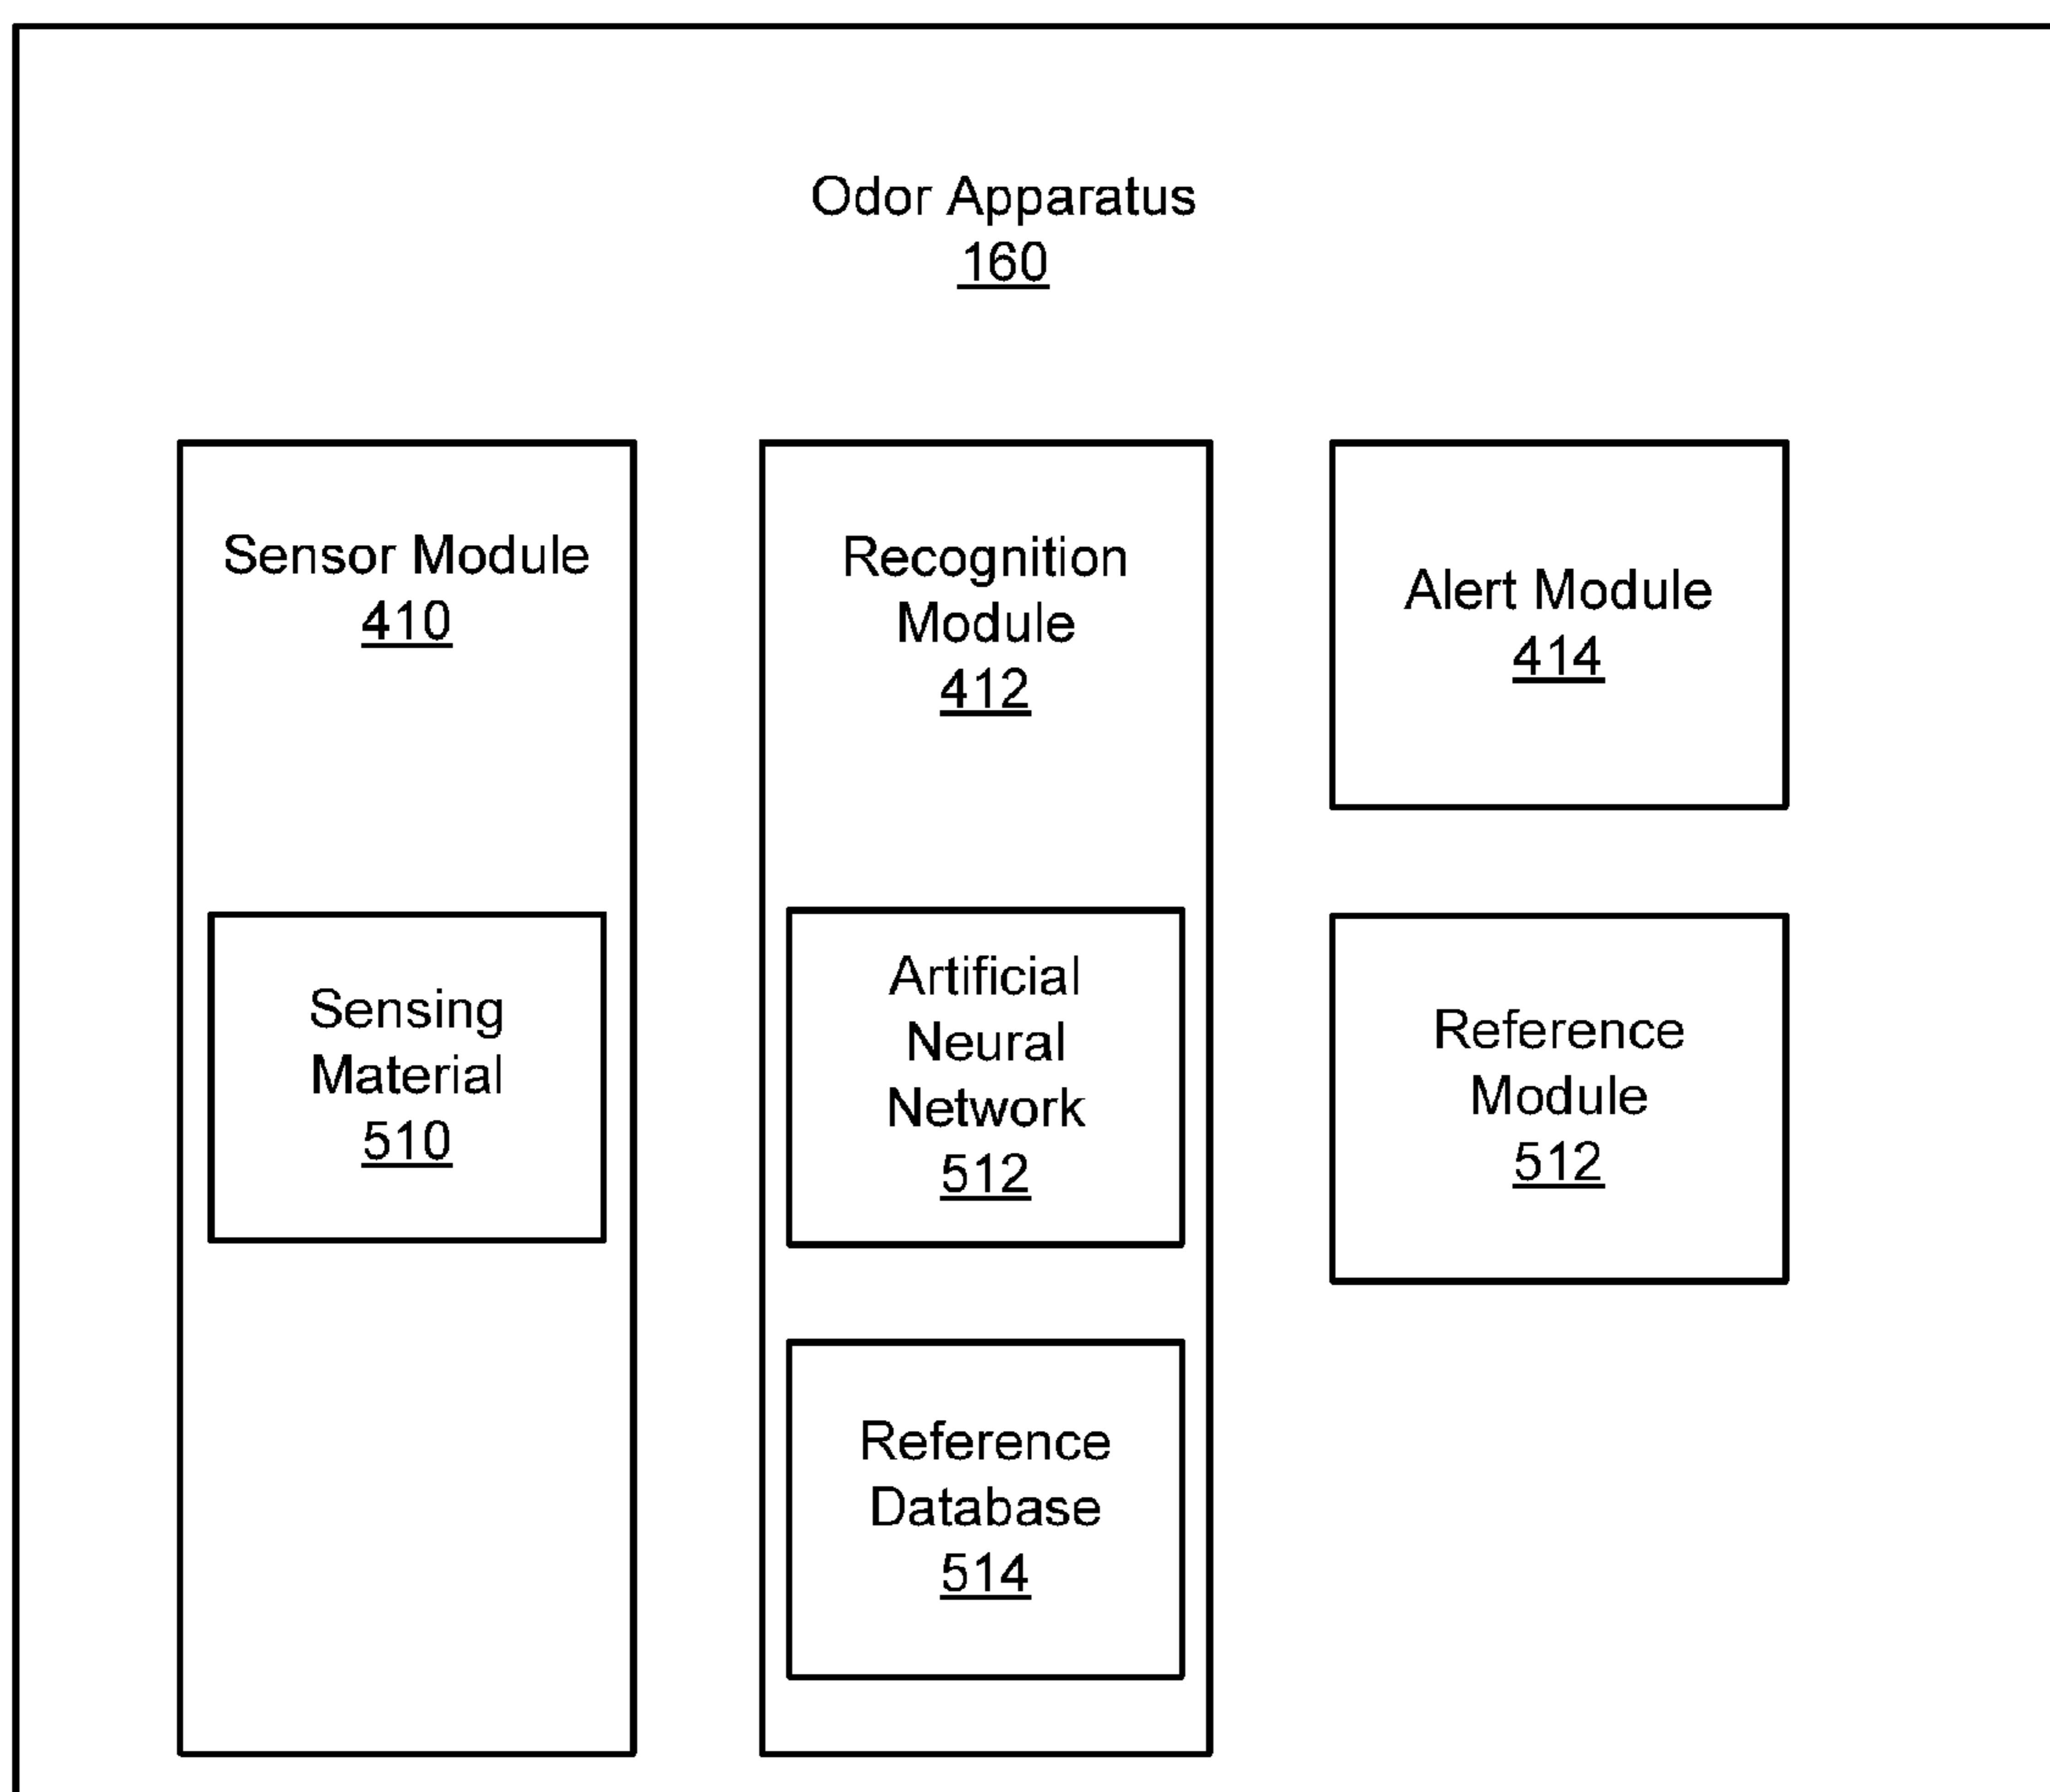 Odor Apparatus
160
Sensor Module
410
Sensing
Material
510
Recognition
Module
412
Artificial
Neural
Network
512
Reference
Database
514
Alert Module
414
Reference
Module
512